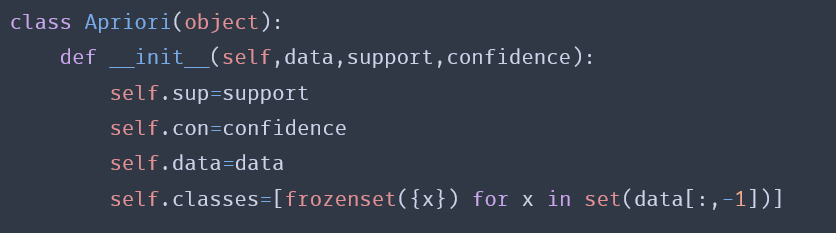 class Apriori(object):
    def __init__(self,data,support,confidence):
        self.sup=support
        self.con=confidence
        self.data=data
        self.classes=[frozenset({x}) for x in set(data[:,-1])]